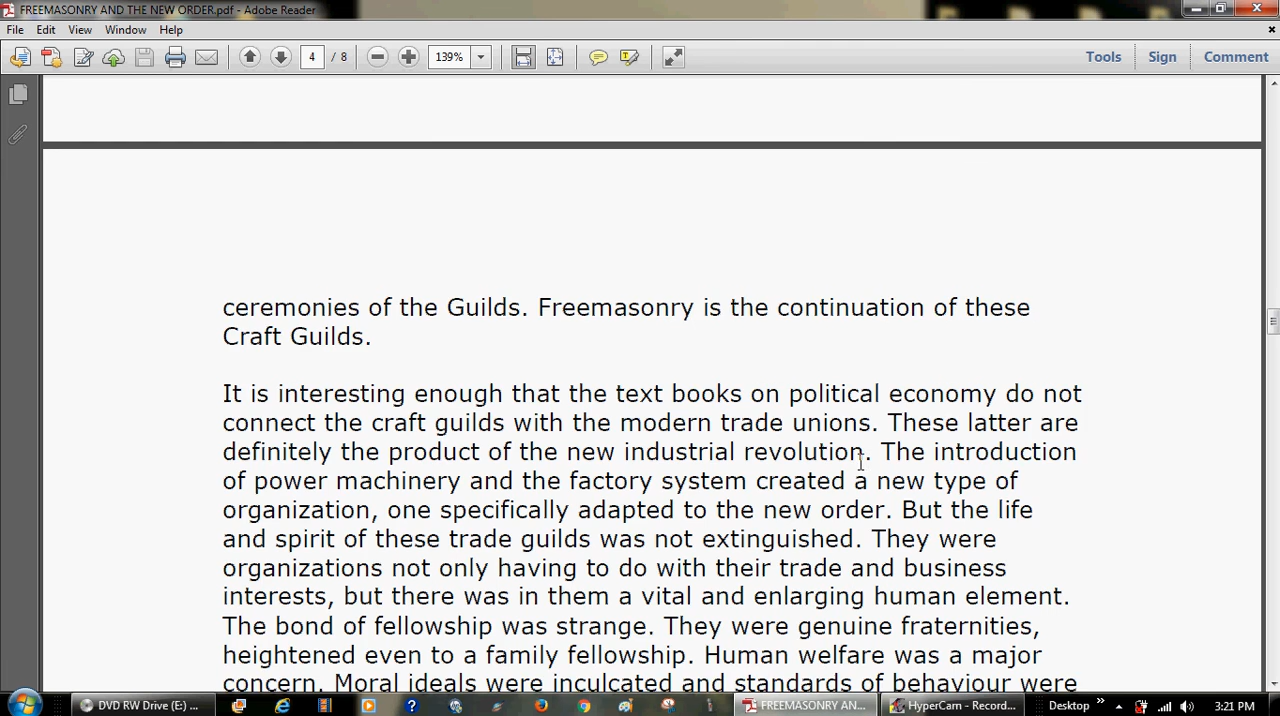 FREEMASONRY AND THE NEW ORDER.pdf - Adobe Reader
File Edit View Window Help
4 / 8 139% Tools Sign Comment
ceremonies of the Guilds. Freemasonry is the continuation of these
Craft Guilds.
It is interesting enough that the text books on political economy do not
connect the craft guilds with the modern trade unions. These latter are
definitely the product of the new industrial revolution. The introduction
of power machinery and the factory system created a new type of
organization, one specifically adapted to the new order. But the life
and spirit of these trade guilds was not extinguished. They were
organizations not only having to do with their trade and business
interests, but there was in them a vital and enlarging human element.
The bond of fellowship was strange. They were genuine fraternities,
heightened even to a family fellowship. Human welfare was a major
concern. Moral ideals were inculcated and standards of behaviour were
DVD RW Drive (E:) ... FREEMASONRY AN... HyperCam - Record... Desktop » 3:21 PM